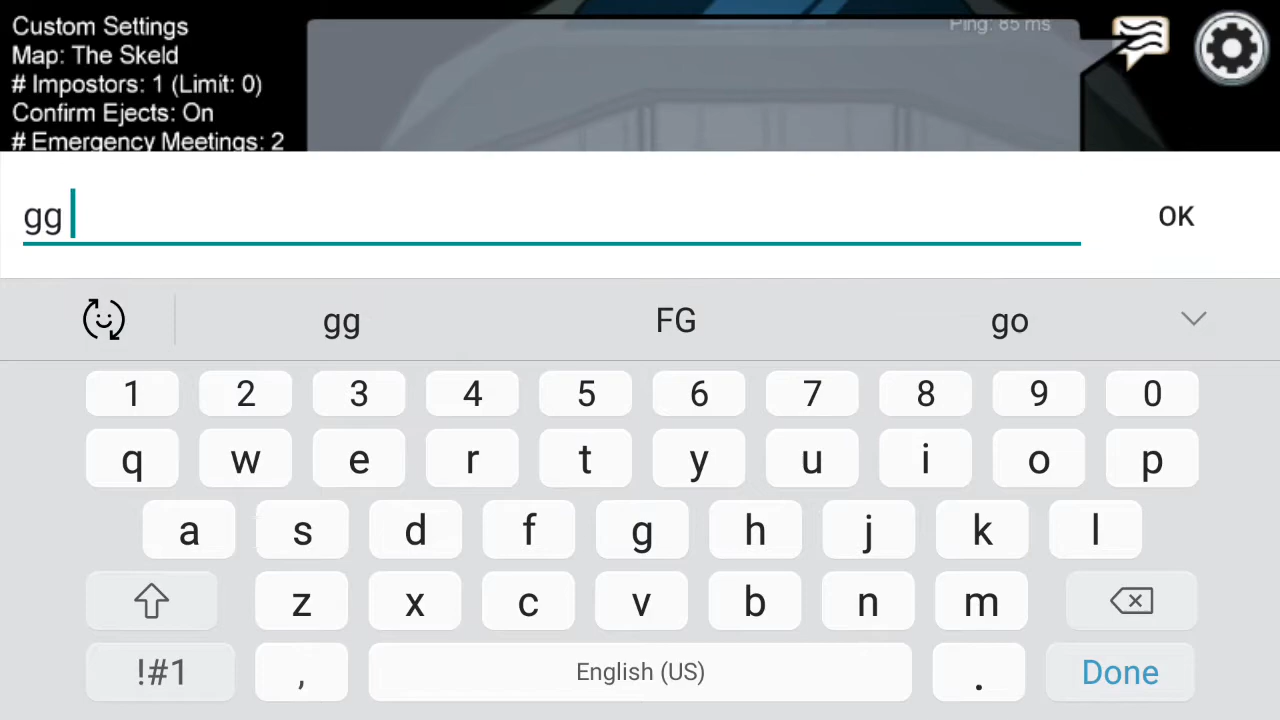 Custom Settings
Map: The Skeld
# Impostors: 1 (Limit: 0)
Confirm Ejects: On
# Emergency Meetings: 2
Ping: 85 ms
gg
OK
gg FG go
1 2 3 4 5 6 7 8 9 0
q w e r t y u i o p
a s d f g h j k l
z x c v b n m
!#1 , English (US) . Done